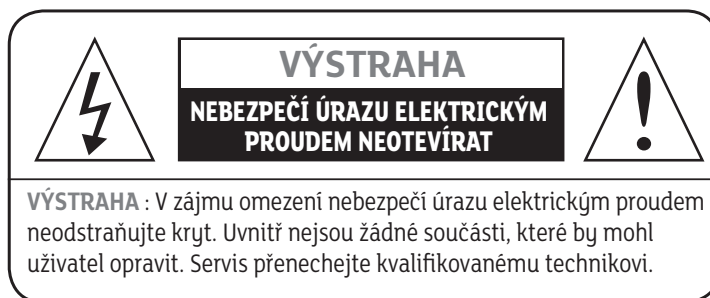 VÝSTRAHA
NEBEZPEČÍ ÚRAZU ELEKTRICKÝM
PROUDEM NEOTEVÍRAT
VÝSTRAHA : V zájmu omezení nebezpečí úrazu elektrickým proudem
neodstraňujte kryt. Uvnitř nejsou žádné součásti, které by mohl
uživatel opravit. Servis přenechejte kvalifikovanému technikovi.